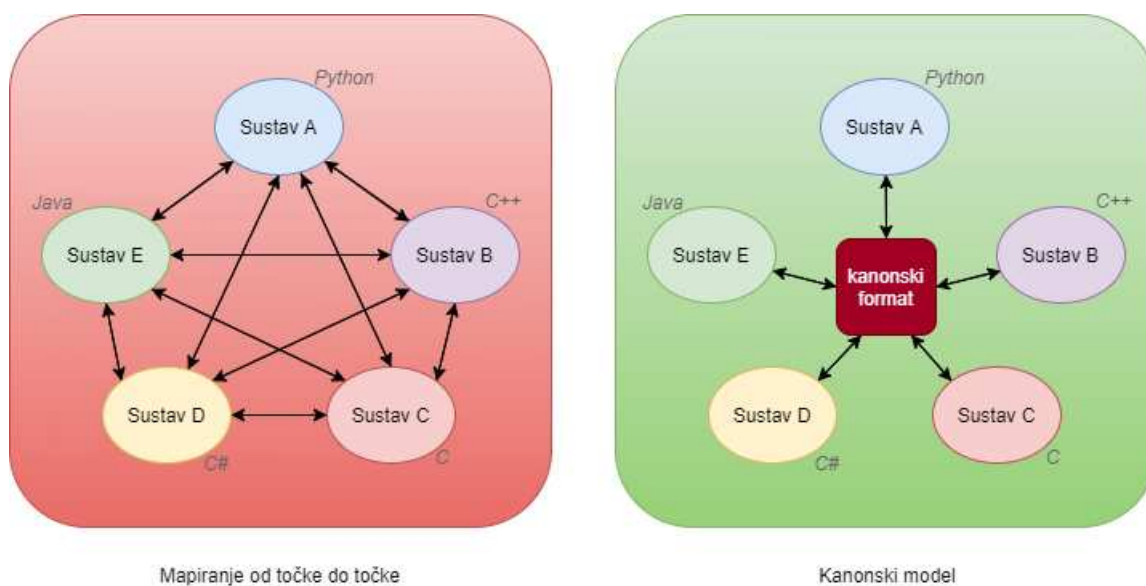 Python
Sustav A
Java
C++
Sustav E
Sustav B
Sustav D
Sustav C
C#
C
Mapiranje od točke do točke
Python
Sustav A
Java
C++
Sustav E
Sustav B
kanonski
format
Sustav D
Sustav C
C#
C
Kanonski model